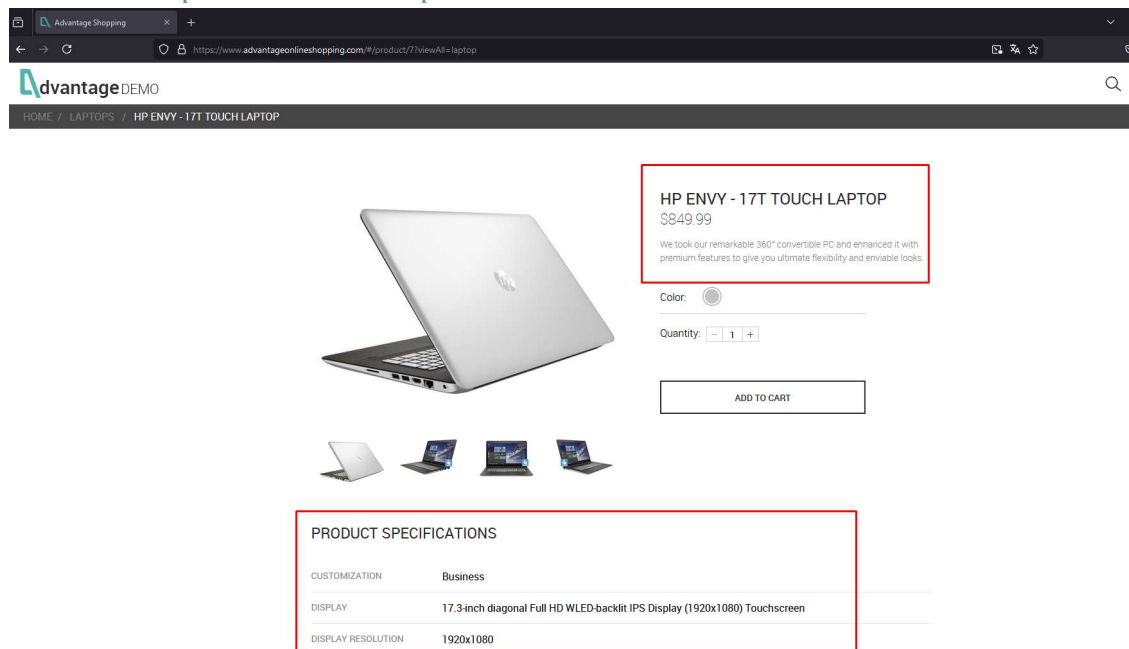 Advantage Shopping
https://www.advantageonlineshopping.com/#/product/7?viewAll=laptop
dvantage DEMO
HOME / LAPTOPS / HP ENVY - 17T TOUCH LAPTOP
HP ENVY - 17T TOUCH LAPTOP
$849.99
We took our remarkable 360° convertible PC and enhanced it with
premium features to give you ultimate flexibility and enviable looks.
Color:
Quantity: − 1 +
ADD TO CART
PRODUCT SPECIFICATIONS
CUSTOMIZATION Business
DISPLAY 17.3-inch diagonal Full HD WLED-backlit IPS Display (1920x1080) Touchscreen
DISPLAY RESOLUTION 1920x1080